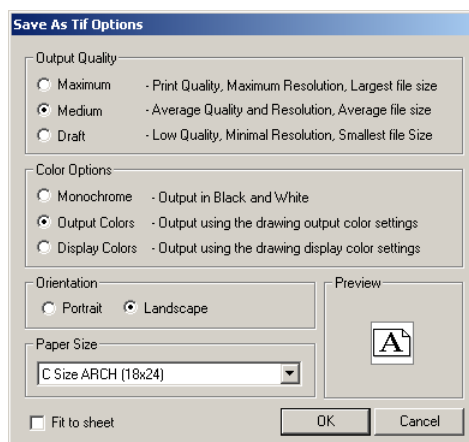 Save As Tif Options
Output Quality
Maximum - Print Quality, Maximum Resolution, Largest file size
Medium - Average Quality and Resolution, Average file size
Draft - Low Quality, Minimal Resolution, Smallest file Size
Color Options
Monochrome - Output in Black and White
Output Colors - Output using the drawing output color settings
Display Colors - Output using the drawing display color settings
Orientation
Portrait Landscape
Preview
A
Paper Size
C Size ARCH (18x24)
Fit to sheet
OK Cancel